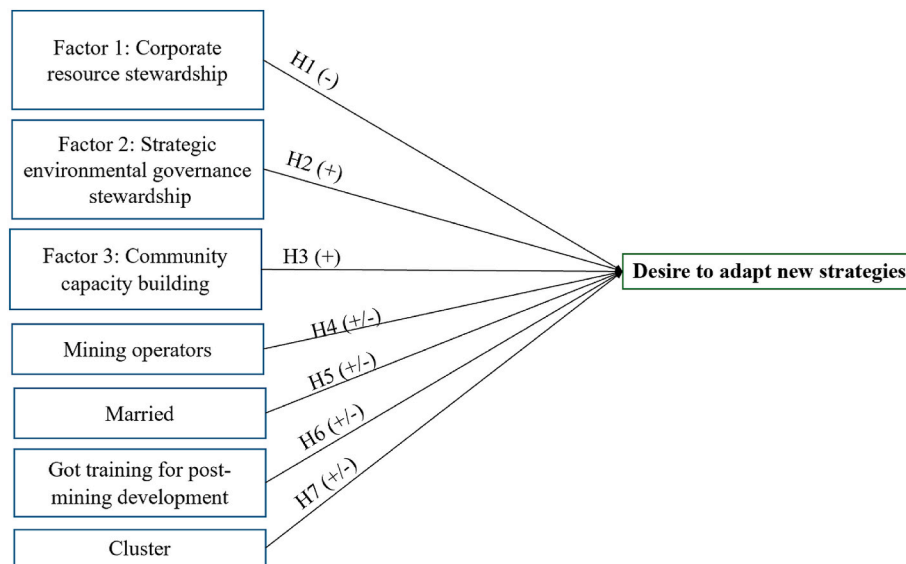 Factor 1: Corporate
resource stewardship
H1 (-)
Factor 2: Strategic
environmental governance
stewardship
H2 (+)
Factor 3: Community
capacity building
H3 (+)
Desire to adapt new strategies
Mining operators
H4 (+/-)
Married
H5 (+/-)
Got training for post-
mining development
H6 (+/-)
Cluster
H7 (+/-)